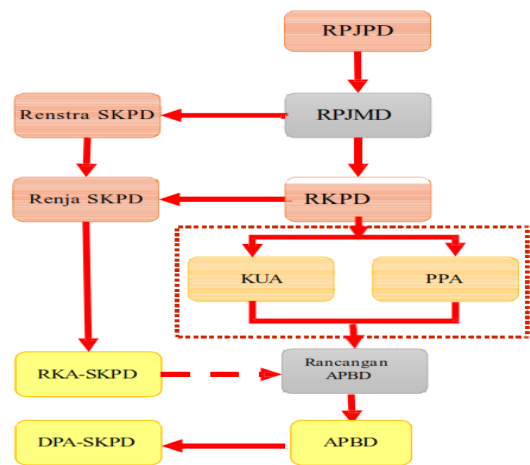 RPJPD
Renstra SKPD
RPJMD
Renja SKPD
RKPD
KUA
PPA
RKA-SKPD
Rancangan
APBD
DPA-SKPD
APBD